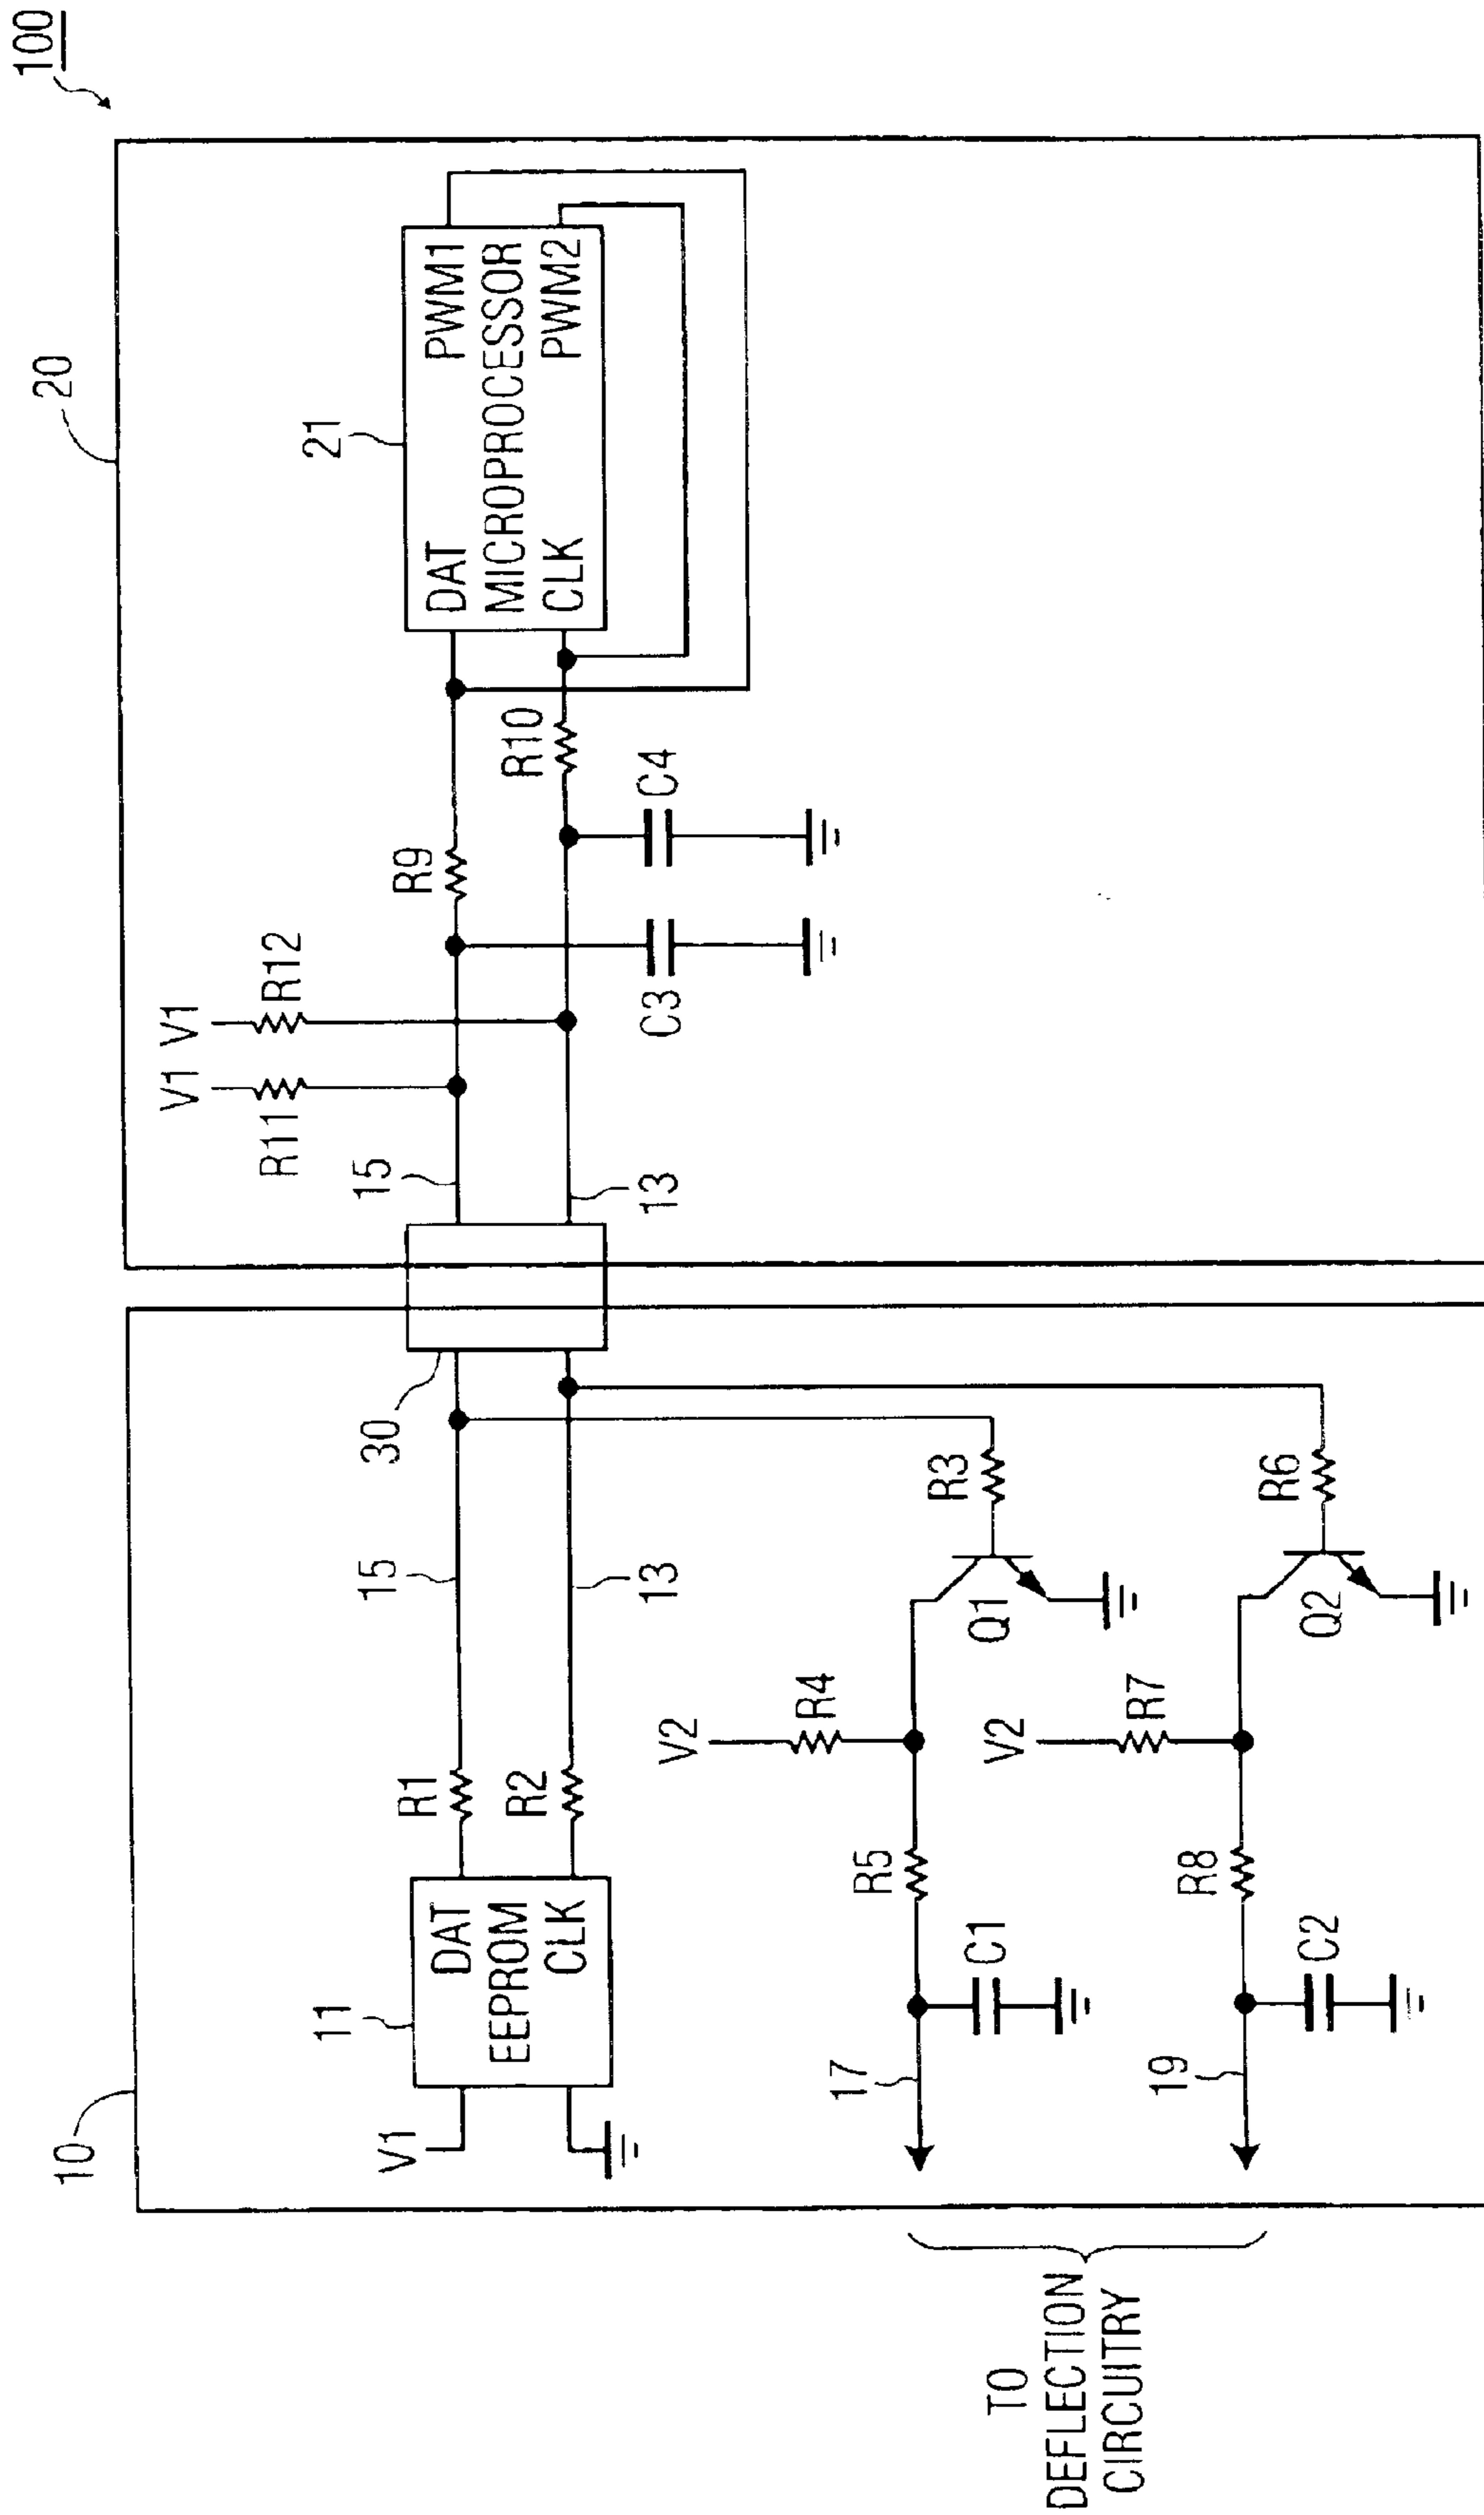 100
20
21
DAT
PWM1
MICROPROCESSOR
CLK
PWM2
V1
V1
R11
R12
R9
R10
C3
C4
15
13
30
10
11
V1
DAT
EEPROM
CLK
R1
R2
15
13
V2
R4
R3
Q1
R5
C1
17
V2
R7
R6
Q2
R8
C2
19
TO
DEFLECTION
CIRCUITRY